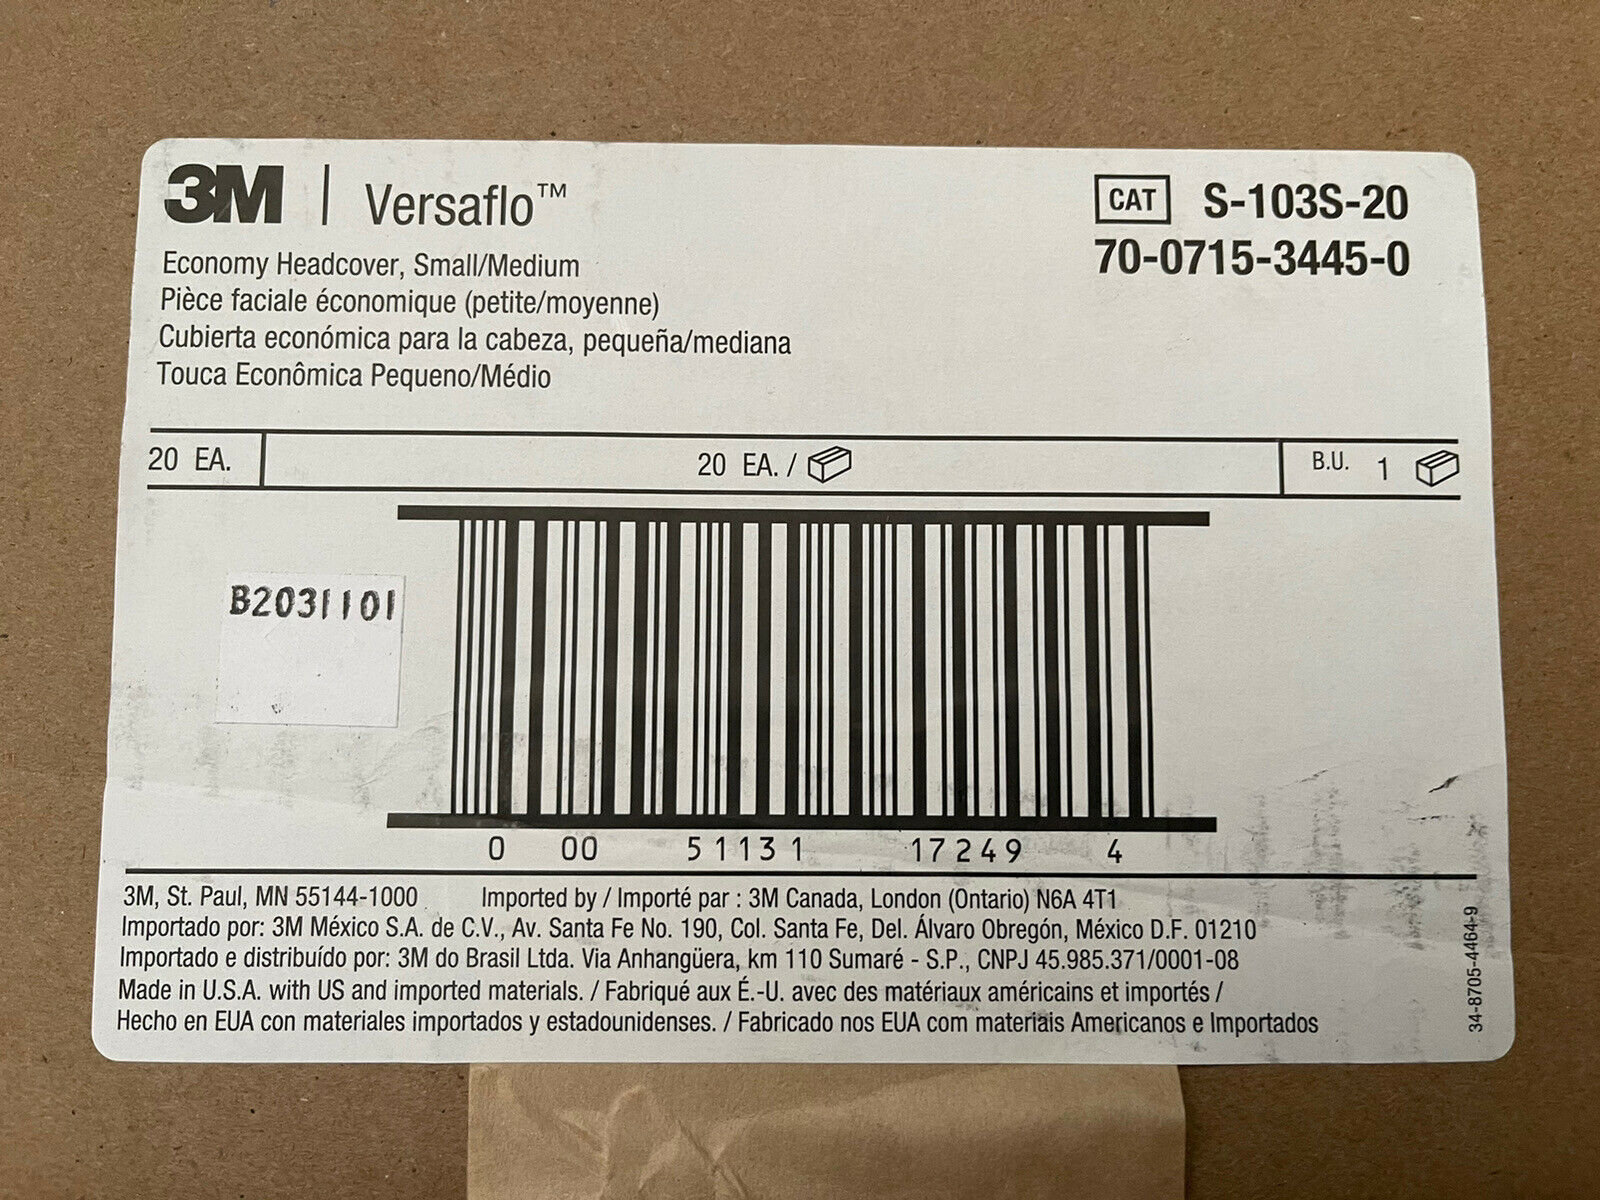 3M | Versaflo™
CAT S-103S-20
70-0715-3445-0
Economy Headcover, Small/Medium
Pièce faciale économique (petite/moyenne)
Cubierta económica para la cabeza, pequeña/mediana
Touca Econômica Pequeno/Médio
20 EA.
20 EA. /
B.U. 1
B2031101
0 00 51131 17249 4
3M, St. Paul, MN 55144-1000 Imported by / Importé par : 3M Canada, London (Ontario) N6A 4T1
Importado por: 3M México S.A. de C.V., Av. Santa Fe No. 190, Col. Santa Fe, Del. Álvaro Obregón, México D.F. 01210
Importado e distribuído por: 3M do Brasil Ltda. Via Anhangüera, km 110 Sumaré - S.P., CNPJ 45.985.371/0001-08
Made in U.S.A. with US and imported materials. / Fabriqué aux É.-U. avec des matériaux américains et importés /
Hecho en EUA con materiales importados y estadounidenses. / Fabricado nos EUA com materiais Americanos e Importados
34-8705-4464-9